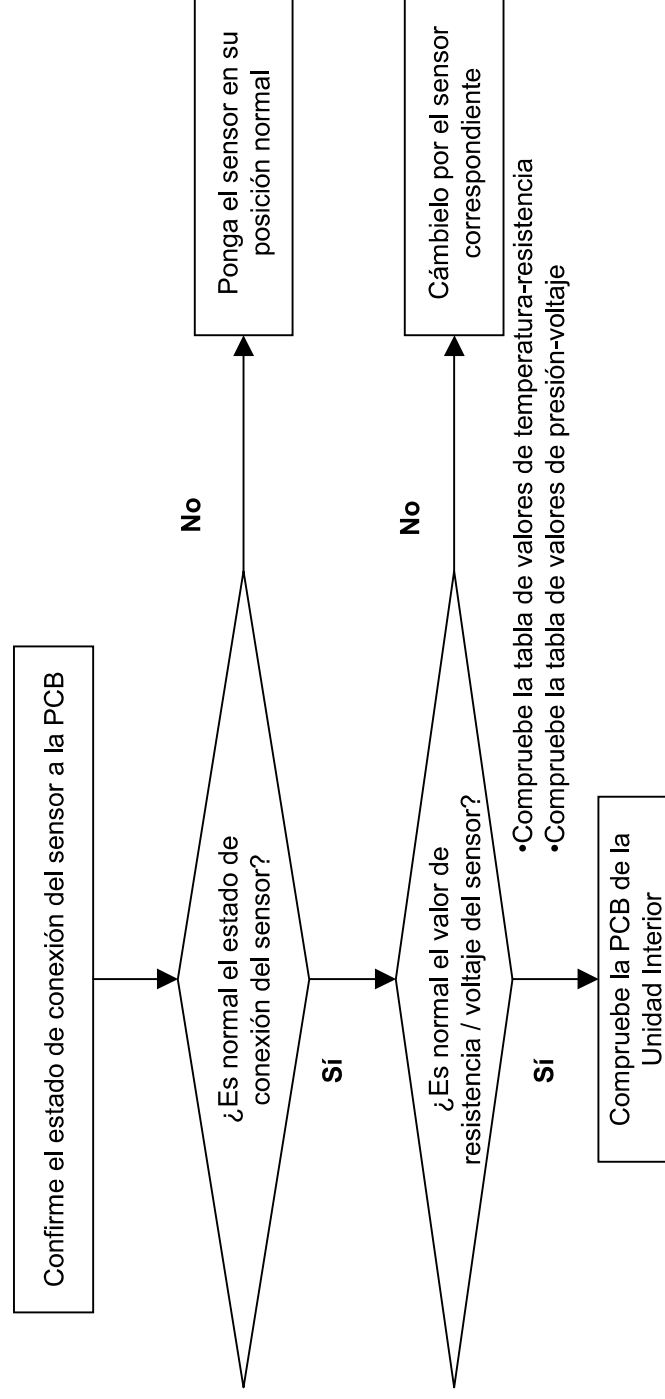 Confirme el estado de conexión del sensor a la PCB
¿Es normal el estado de
conexión del sensor?
No
Ponga el sensor en su
posición normal
Sí
¿Es normal el valor de
resistencia / voltaje del sensor?
No
Cámbielo por el sensor
correspondiente
•Compruebe la tabla de valores de temperatura-resistencia
•Compruebe la tabla de valores de presión-voltaje
Sí
Compruebe la PCB de la
Unidad Interior